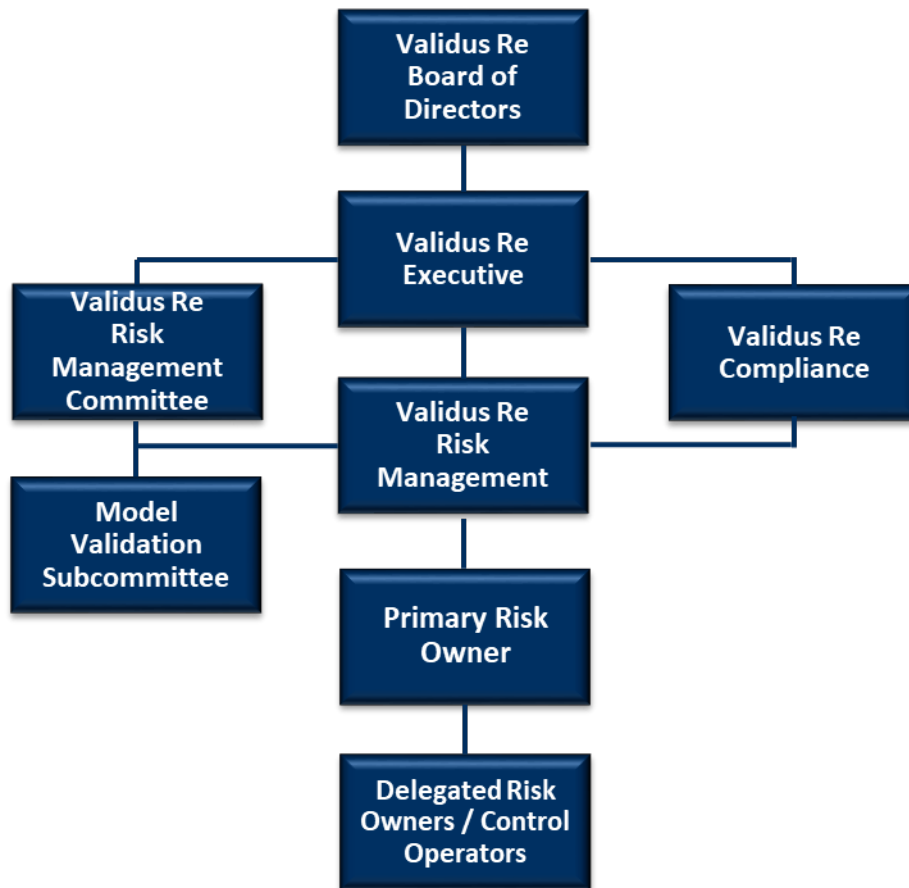 Validus Re
Board of
Directors
Validus Re
Executive
Validus Re
Risk
Management
Committee
Validus Re
Compliance
Validus Re
Risk
Management
Model
Validation
Subcommittee
Primary Risk
Owner
Delegated Risk
Owners / Control
Operators